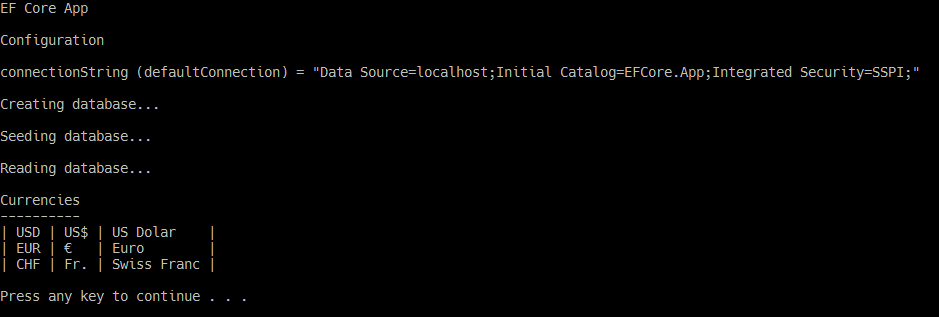 EF Core App
Configuration
connectionString (defaultConnection) = "Data Source=localhost;Initial Catalog=EFCore.App;Integrated Security=SSPI;"
Creating database...
Seeding database...
Reading database...
Currencies
----------
| USD | US$ | US Dolar    |
| EUR | €   | Euro        |
| CHF | Fr. | Swiss Franc |
Press any key to continue . . .